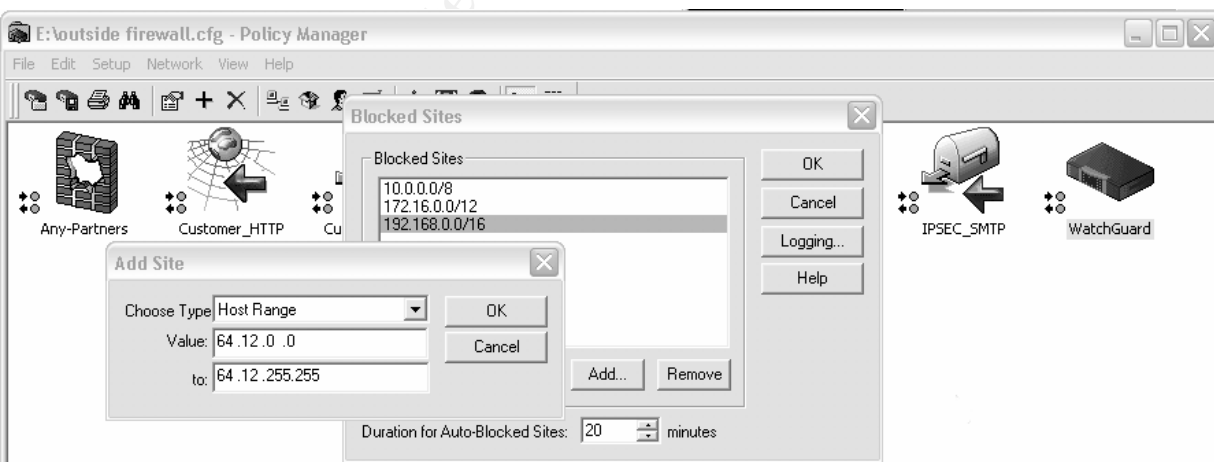 E:\outside firewall.cfg - Policy Manager
File Edit Setup Network View Help
Blocked Sites
Blocked Sites
10.0.0.0/8
172.16.0.0/12
192.168.0.0/16
OK
Cancel
Logging...
Help
Any-Partners
Customer_HTTP
Cu
IPSEC_SMTP
WatchGuard
Add Site
Choose Type
Host Range
OK
Value: 64 .12 .0 .0
Cancel
to: 64 .12 .255.255
Add...
Remove
Duration for Auto-Blocked Sites: 20 minutes